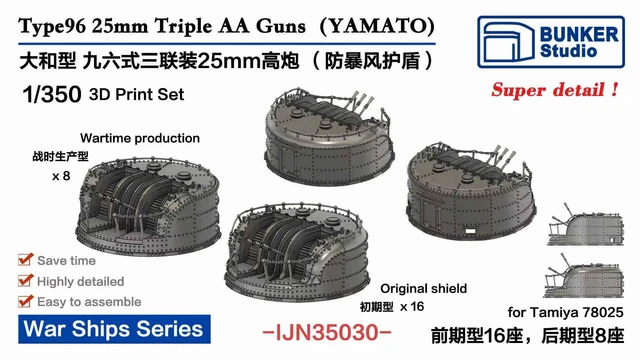 Type96 25mm Triple AA Guns (YAMATO)
BUNKER
Studio
大和型 九六式三联装25mm高炮（防暴风护盾）
Super detail !
1/350 3D Print Set
Wartime production
战时生产型
x 8
Save time
Highly detailed
Easy to assemble
Original shield
初期型 x 16
for Tamiya 78025
War Ships Series
-IJN35030-
前期型16座，后期型8座